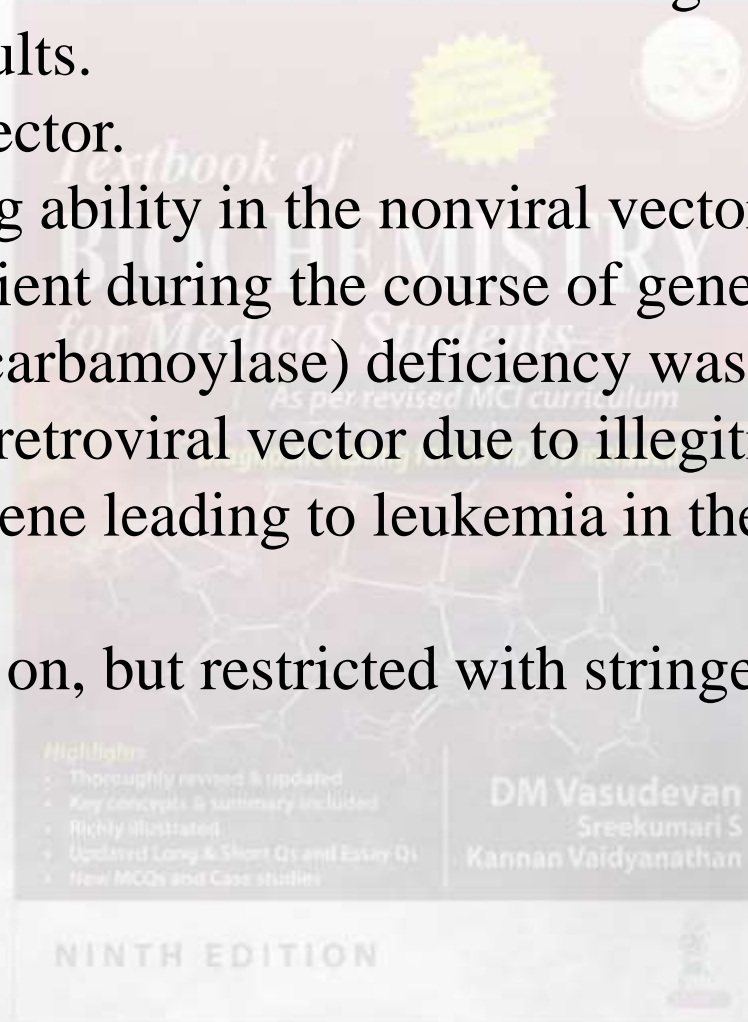 ults.
ector.
g ability in the nonviral vecto
ient during the course of gene
carbamoylase) deficiency was
retroviral vector due to illegiti
ene leading to leukemia in the
on, but restricted with stringe
Textbook of
BIOCHEMISTRY
for Medical Students
As per revised MCI curriculum
Highlights
• Thoroughly revised & updated
• Key concepts & summary included
• Richly illustrated
• Updated Long & Short Qs and Essay Qs
• New MCQs and Case studies
DM Vasudevan
Sreekumari S
Kannan Vaidyanathan
NINTH EDITION